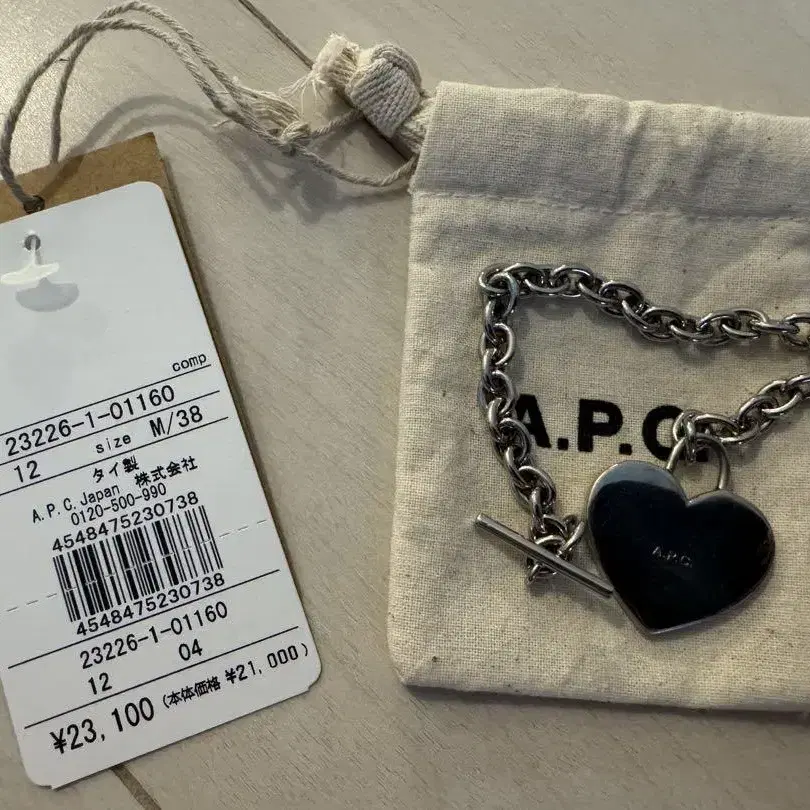 comp
23226-1-01160
12 size M/38
タイ製
A.P.C.Japan 株式会社
0120-500-990
4548475230738
4548475230738
23226-1-01160
12 04
¥23,100 (本体価格 ¥21,000)
A.P.C.
A.P.C.